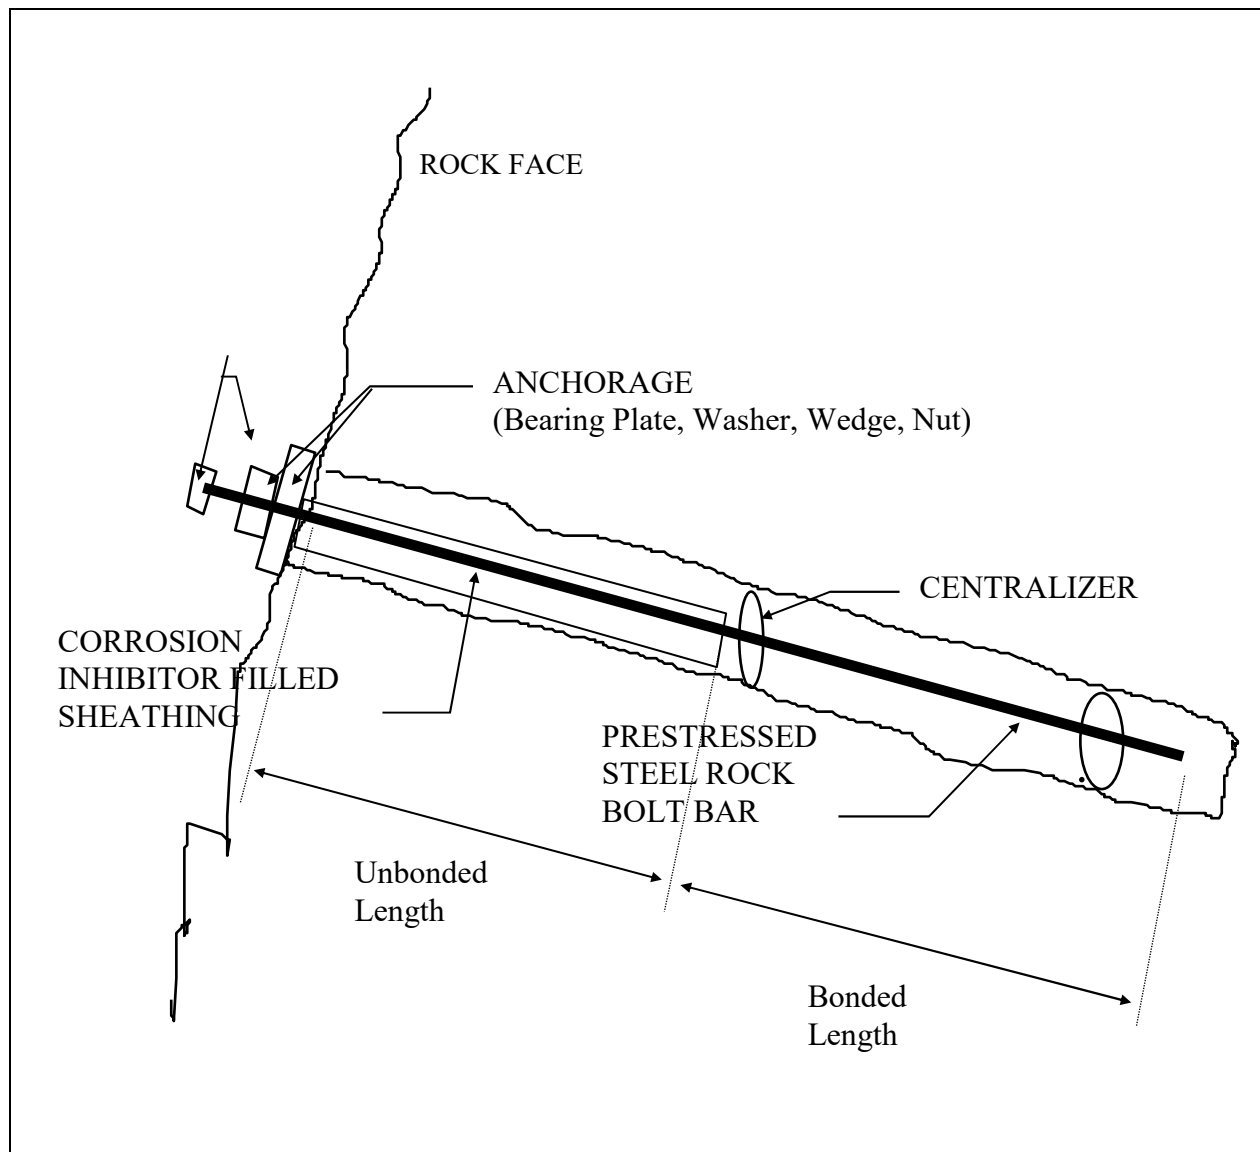 ROCK FACE
ANCHORAGE
(Bearing Plate, Washer, Wedge, Nut)
CENTRALIZER
CORROSION
INHIBITOR FILLED
SHEATHING
PRESTRESSED
STEEL ROCK
BOLT BAR
Unbonded
Length
Bonded
Length